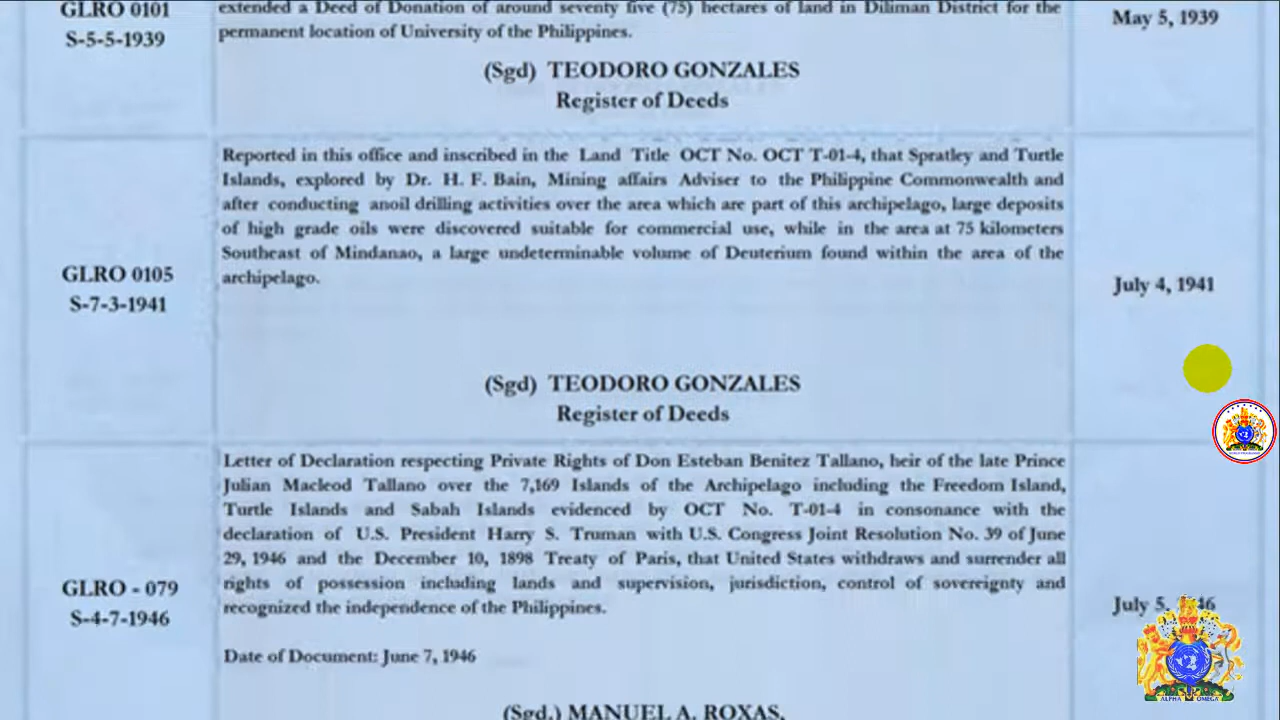 GLRO 0101
S-5-5-1939
extended a Deed of Donation of around seventy five (75) hectares of land in Diliman District for the
permanent location of University of the Philippines.
(Sgd) TEODORO GONZALES
Register of Deeds
May 5, 1939
GLRO 0105
S-7-3-1941
Reported in this office and inscribed in the Land Title OCT No. OCT T-01-4, that Spratley and Turtle
Islands, explored by Dr. H. F. Bain, Mining affairs Adviser to the Philippine Commonwealth and
after conducting anoil drilling activities over the area which are part of this archipelago, large deposits
of high grade oils were discovered suitable for commercial use, while in the area at 75 kilometers
Southeast of Mindanao, a large undeterminable volume of Deuterium found within the area of the
archipelago.
(Sgd) TEODORO GONZALES
Register of Deeds
July 4, 1941
GLRO - 079
S-4-7-1946
Letter of Declaration respecting Private Rights of Don Esteban Benitez Tallano, heir of the late Prince
Julian Macleod Tallano over the 7,169 Islands of the Archipelago including the Freedom Island,
Turtle Islands and Sabah Islands evidenced by OCT No. T-01-4 in consonance with the
declaration of U.S. President Harry S. Truman with U.S. Congress Joint Resolution No. 39 of June
29, 1946 and the December 10, 1898 Treaty of Paris, that United States withdraws and surrender all
rights of possession including lands and supervision, jurisdiction, control of sovereignty and
recognized the independence of the Philippines.
Date of Document: June 7, 1946
(Sgd.) MANUEL A. ROXAS,
July 5,
ALPHA OMEGA